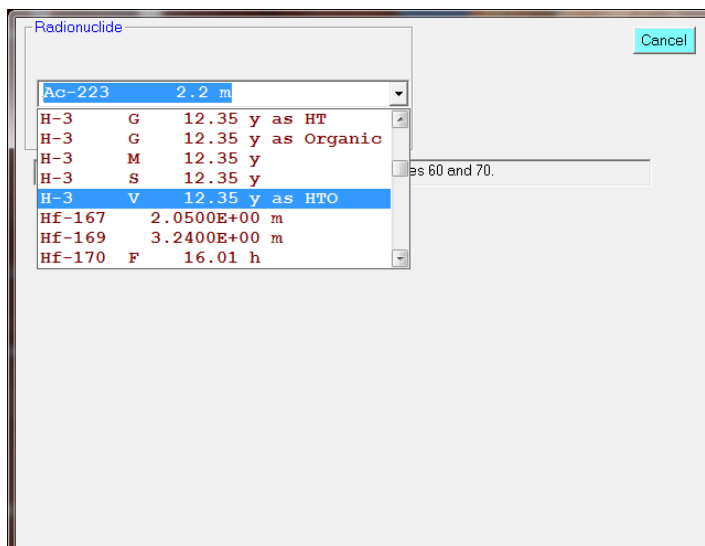 Radionuclide
Cancel
Ac-223 2.2 m
H-3 G 12.35 y as HT
H-3 G 12.35 y as Organic
H-3 M 12.35 y
es 60 and 70.
H-3 S 12.35 y
H-3 V 12.35 y as HTO
Hf-167 2.0500E+00 m
Hf-169 3.2400E+00 m
Hf-170 F 16.01 h